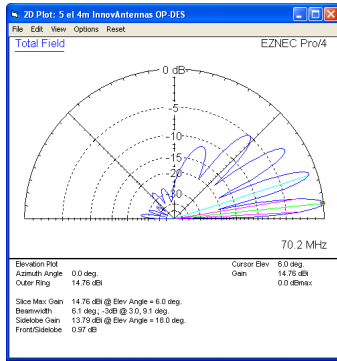 2D Plot: 5 el 4m InnovAntennas OP-DES
File Edit View Options Reset
Total Field EZNEC Pro/4
0 dB
-5
-10
-15
-20
-30
70.2 MHz
Elevation Plot Cursor Elev 6.0 deg.
Azimuth Angle 0.0 deg. Gain 14.76 dBi
Outer Ring 14.76 dBi 0.0 dBmax
Slice Max Gain 14.76 dBi @ Elev Angle = 6.0 deg.
Beamwidth 6.1 deg.; -3dB @ 3.0, 9.1 deg.
Sidelobe Gain 13.79 dBi @ Elev Angle = 18.0 deg.
Front/Sidelobe 0.97 dB